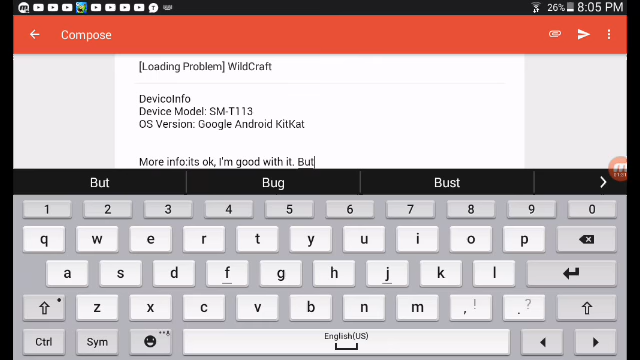 26% 8:05 PM
Compose
[Loading Problem] WildCraft
DevicoInfo
Device Model: SM-T113
OS Version: Google Android KitKat
More info:its ok, I'm good with it. But
But Bug Bust
1 2 3 4 5 6 7 8 9 0
q w e r t y u i o p
a s d f g h j k l
z x c v b n m , ! . ?
Ctrl Sym English(US)